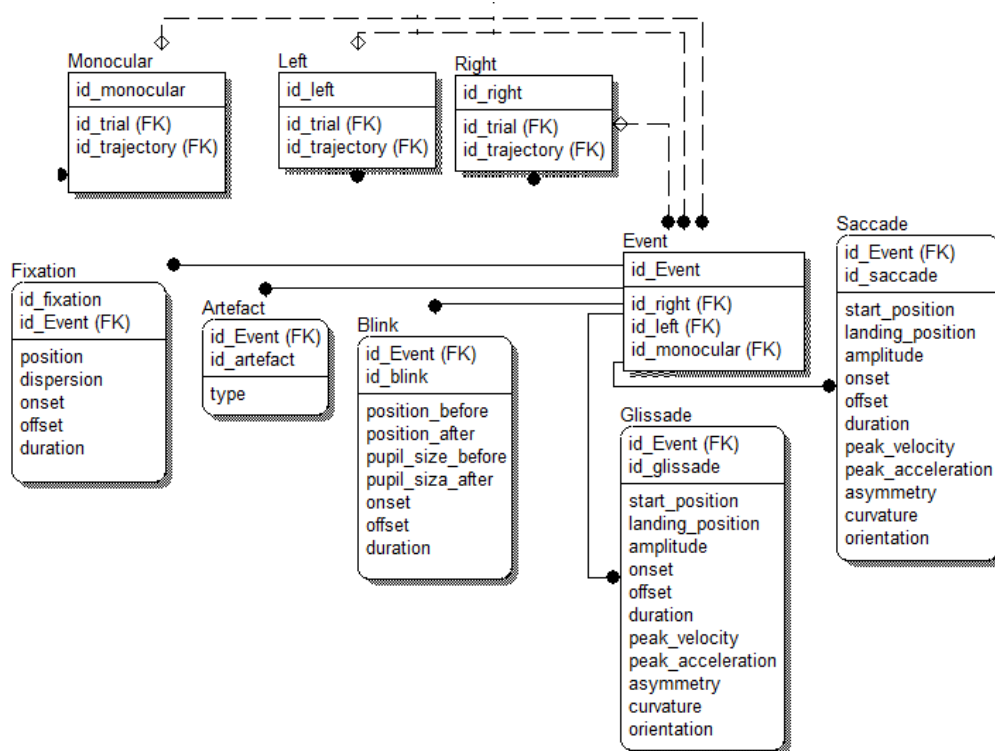 Monocular
id_monocular
id_trial (FK)
id_trajectory (FK)
Left
id_left
id_trial (FK)
id_trajectory (FK)
Right
id_right
id_trial (FK)
id_trajectory (FK)
Event
id_Event
id_right (FK)
id_left (FK)
id_monocular (FK)
Saccade
id_Event (FK)
id_saccade
start_position
landing_position
amplitude
onset
offset
duration
peak_velocity
peak_acceleration
asymmetry
curvature
orientation
Fixation
id_fixation
id_Event (FK)
position
dispersion
onset
offset
duration
Artefact
id_Event (FK)
id_artefact
type
Blink
id_Event (FK)
id_blink
position_before
position_after
pupil_size_before
pupil_siza_after
onset
offset
duration
Glissade
id_Event (FK)
id_glissade
start_position
landing_position
amplitude
onset
offset
duration
peak_velocity
peak_acceleration
asymmetry
curvature
orientation